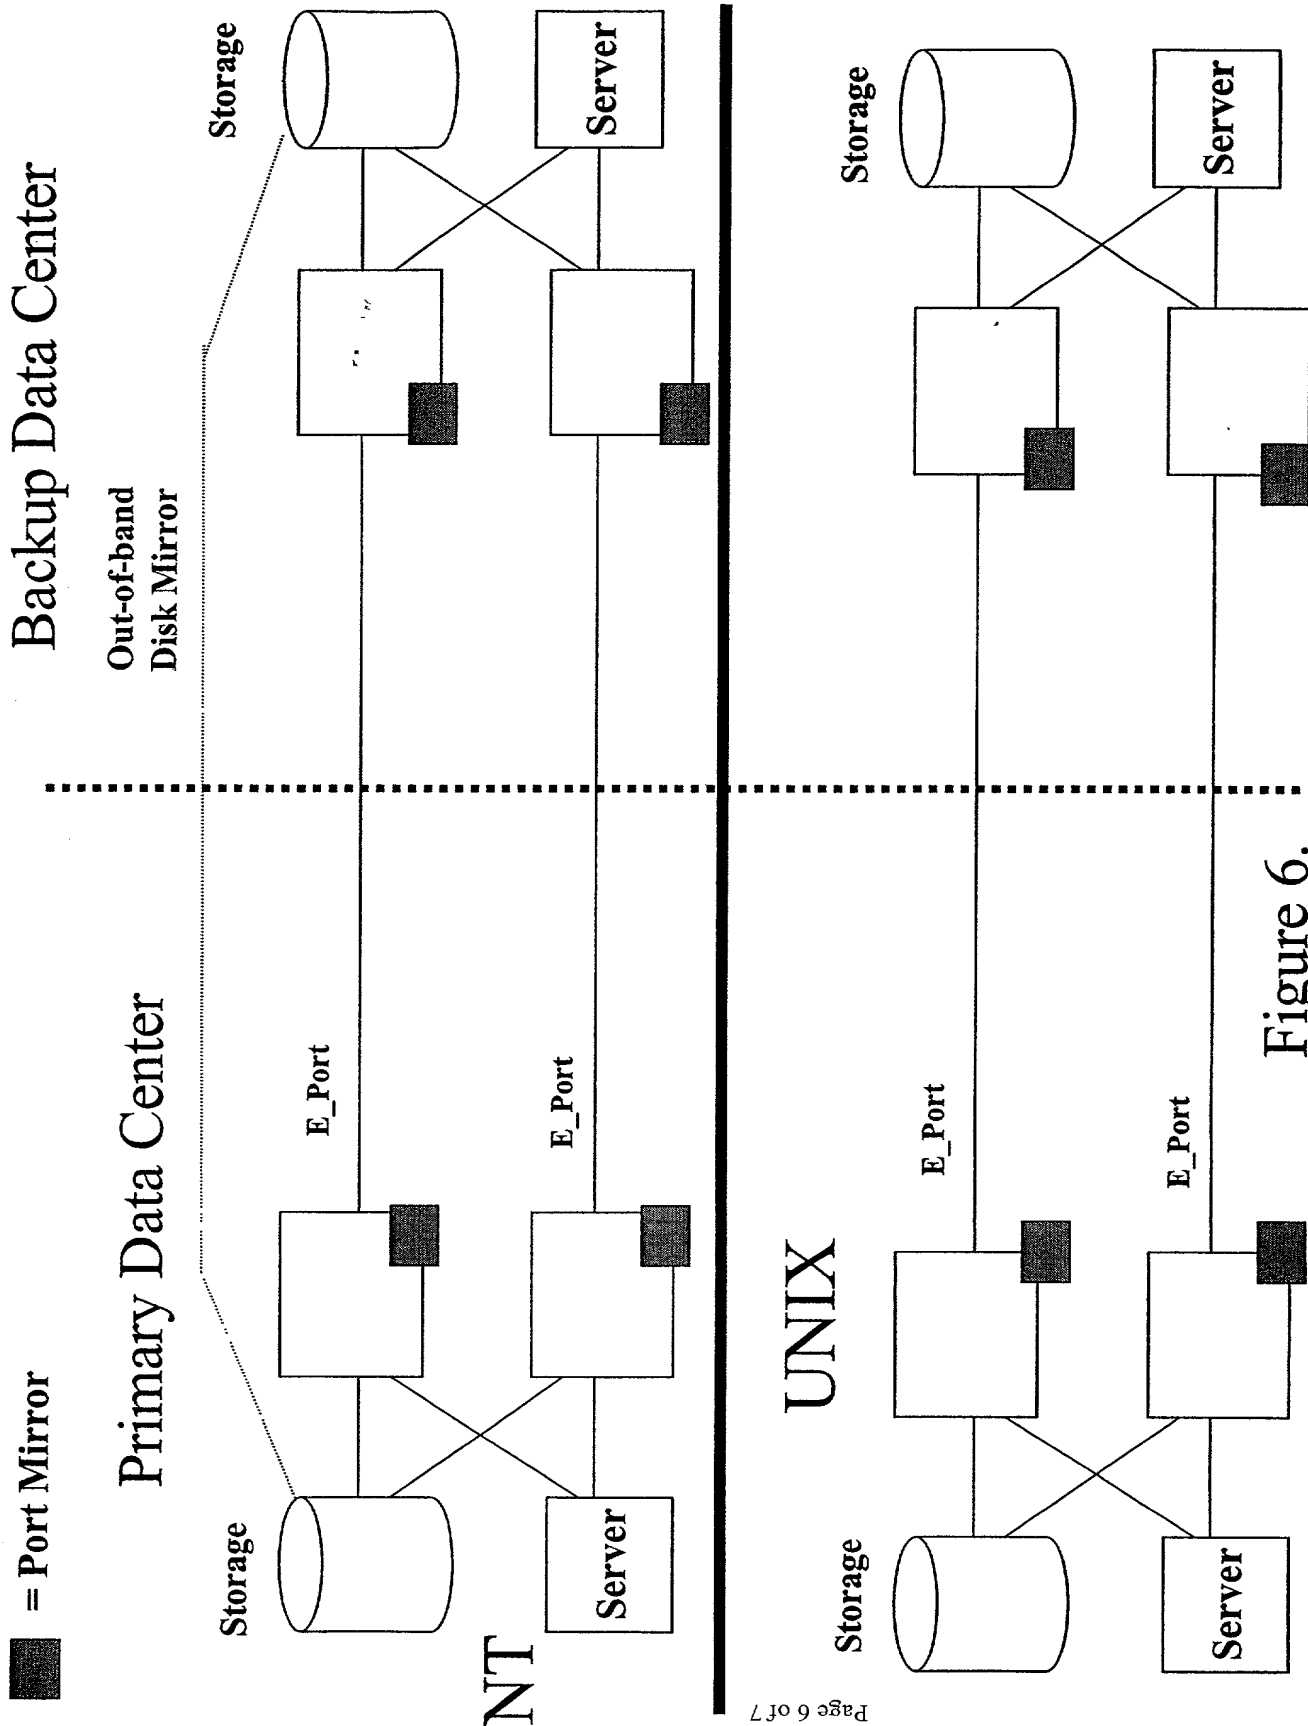 = Port Mirror
Primary Data Center
Backup Data Center
Out-of-band
Disk Mirror
Storage
Storage
E_Port
E_Port
Server
Server
NT
UNIX
Storage
Storage
E_Port
E_Port
Server
Server
Figure 6.
Page 6 of 7